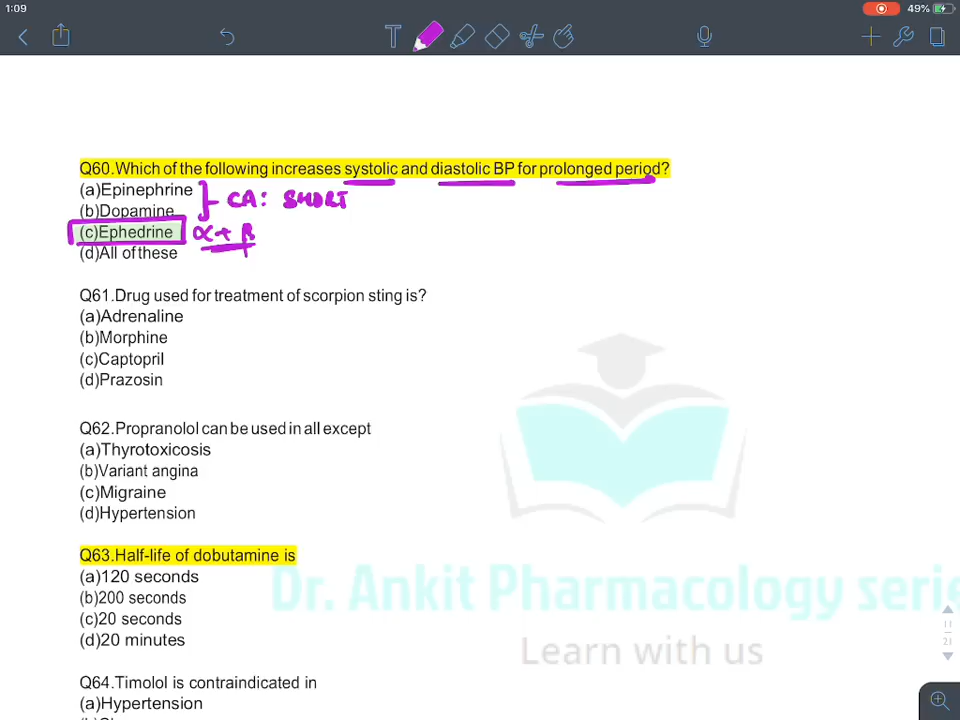 1:09
49%
T
Q60.Which of the following increases systolic and diastolic BP for prolonged period?
(a)Epinephrine
(b)Dopamine
CA: SHORT
(c)Ephedrine
α+β
(d)All of these
Q61.Drug used for treatment of scorpion sting is?
(a)Adrenaline
(b)Morphine
(c)Captopril
(d)Prazosin
Q62.Propranolol can be used in all except
(a)Thyrotoxicosis
(b)Variant angina
(c)Migraine
(d)Hypertension
Q63.Half-life of dobutamine is
(a)120 seconds
(b)200 seconds
(c)20 seconds
(d)20 minutes
Dr. Ankit Pharmacology serie
Learn with us
11
21
Q64.Timolol is contraindicated in
(a)Hypertension